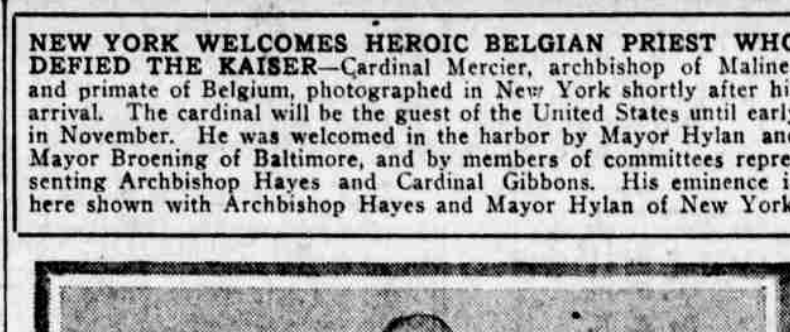 NEW YORK WELCOMES HEROIC BELGIAN PRIEST WHO
DEFIED THE KAISER—Cardinal Mercier, archbishop of Maline
and primate of Belgium, photographed in New York shortly after hi
arrival. The cardinal will be the guest of the United States until early
in November. He was welcomed in the harbor by Mayor Hylan and
Mayor Broening of Baltimore, and by members of committees repre
senting Archbishop Hayes and Cardinal Gibbons. His eminence i
here shown with Archbishop Hayes and Mayor Hylan of New York